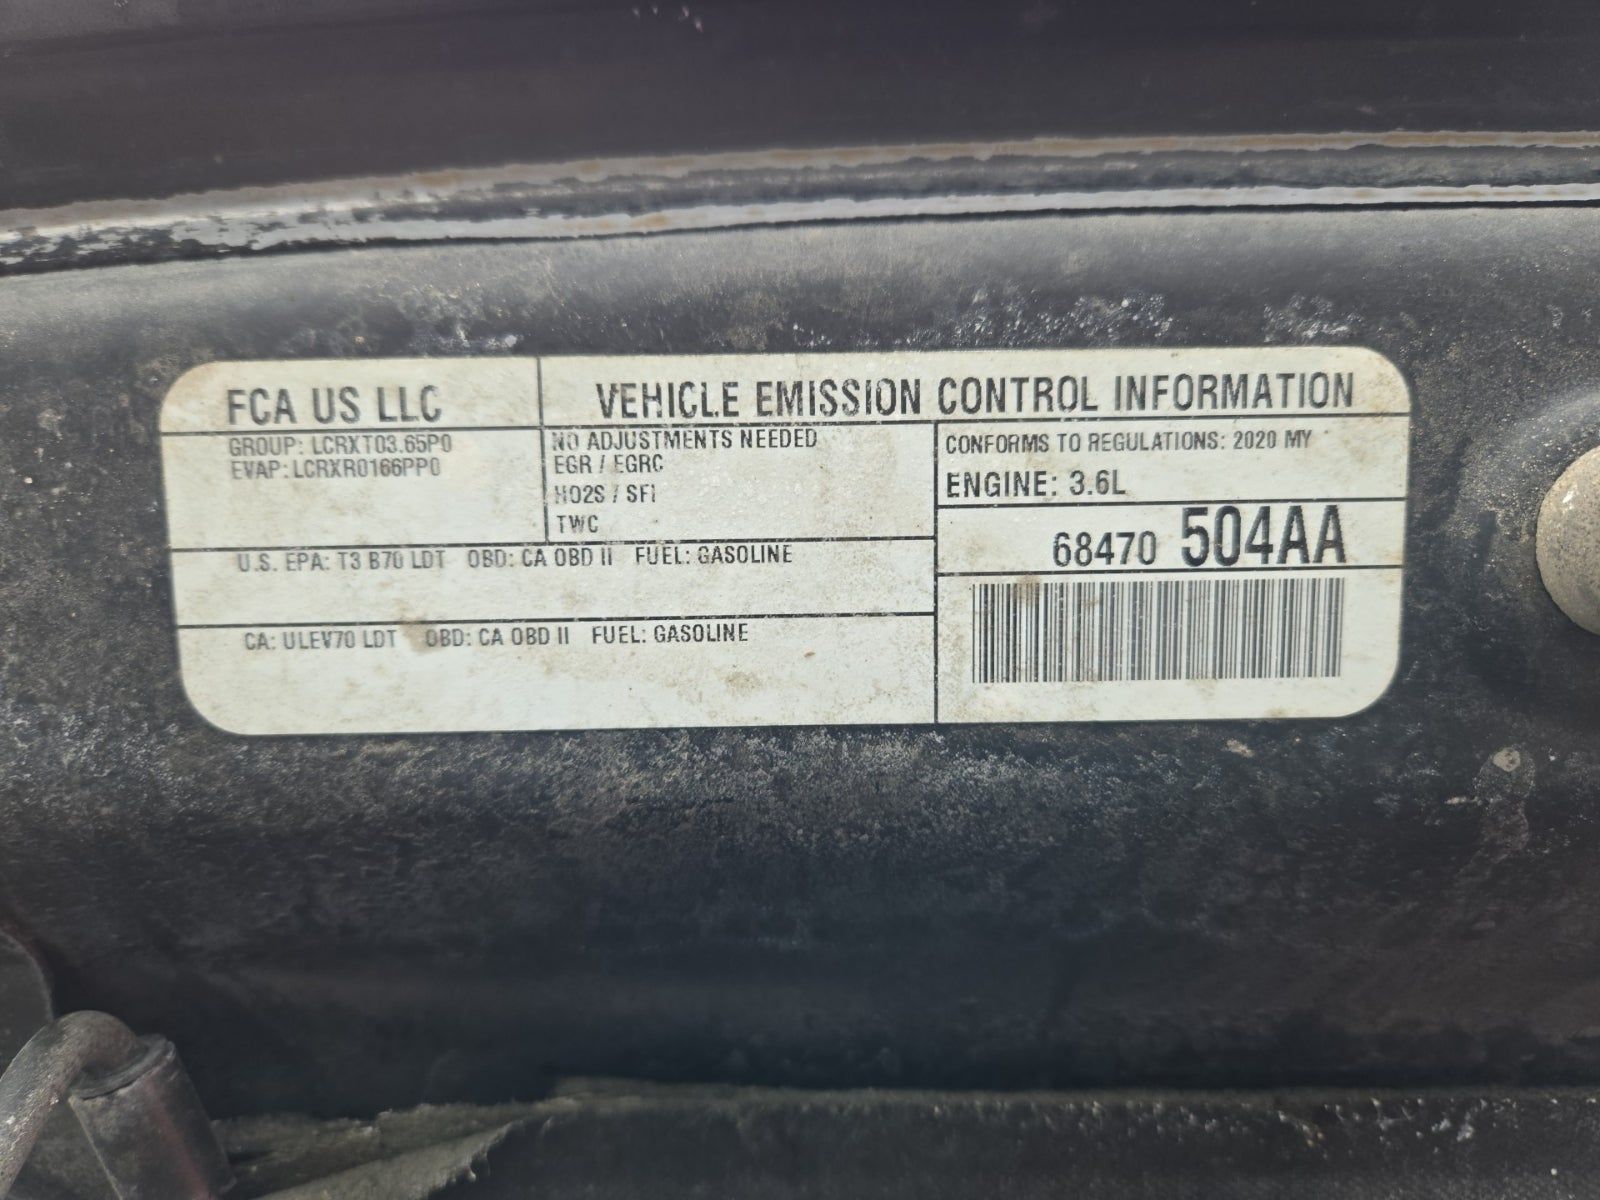 FCA US LLC
VEHICLE EMISSION CONTROL INFORMATION
GROUP: LCRXT03.65P0
EVAP: LCRXR0166PP0
NO ADJUSTMENTS NEEDED
EGR / EGRC
HO2S / SFI
TWC
CONFORMS TO REGULATIONS: 2020 MY
ENGINE: 3.6L
68470 504AA
U.S. EPA: T3 B70 LDT OBD: CA OBD II FUEL: GASOLINE
CA: ULEV70 LDT OBD: CA OBD II FUEL: GASOLINE